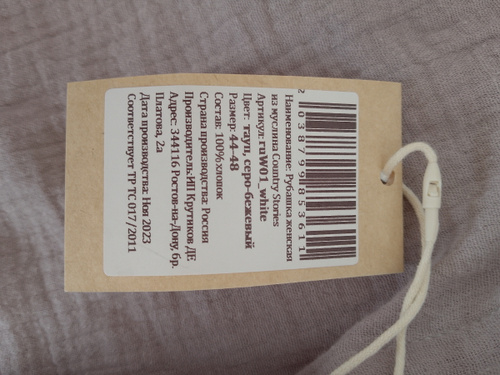 2038799853611
Наименование: Рубашка женская
из муслина Country Stories
Артикул: ruW01_white
Цвет: тауп, серо-бежевый
Размер: 44-48
Состав: 100% хлопок
Страна производства: Россия
Производитель:ИП Крутиков ДЕ
Адрес: 344116 Ростов-на-Дону, бр.
Платова, 2а
Дата производства: Ноя 2023
Соответствует ТР ТС 017/2011